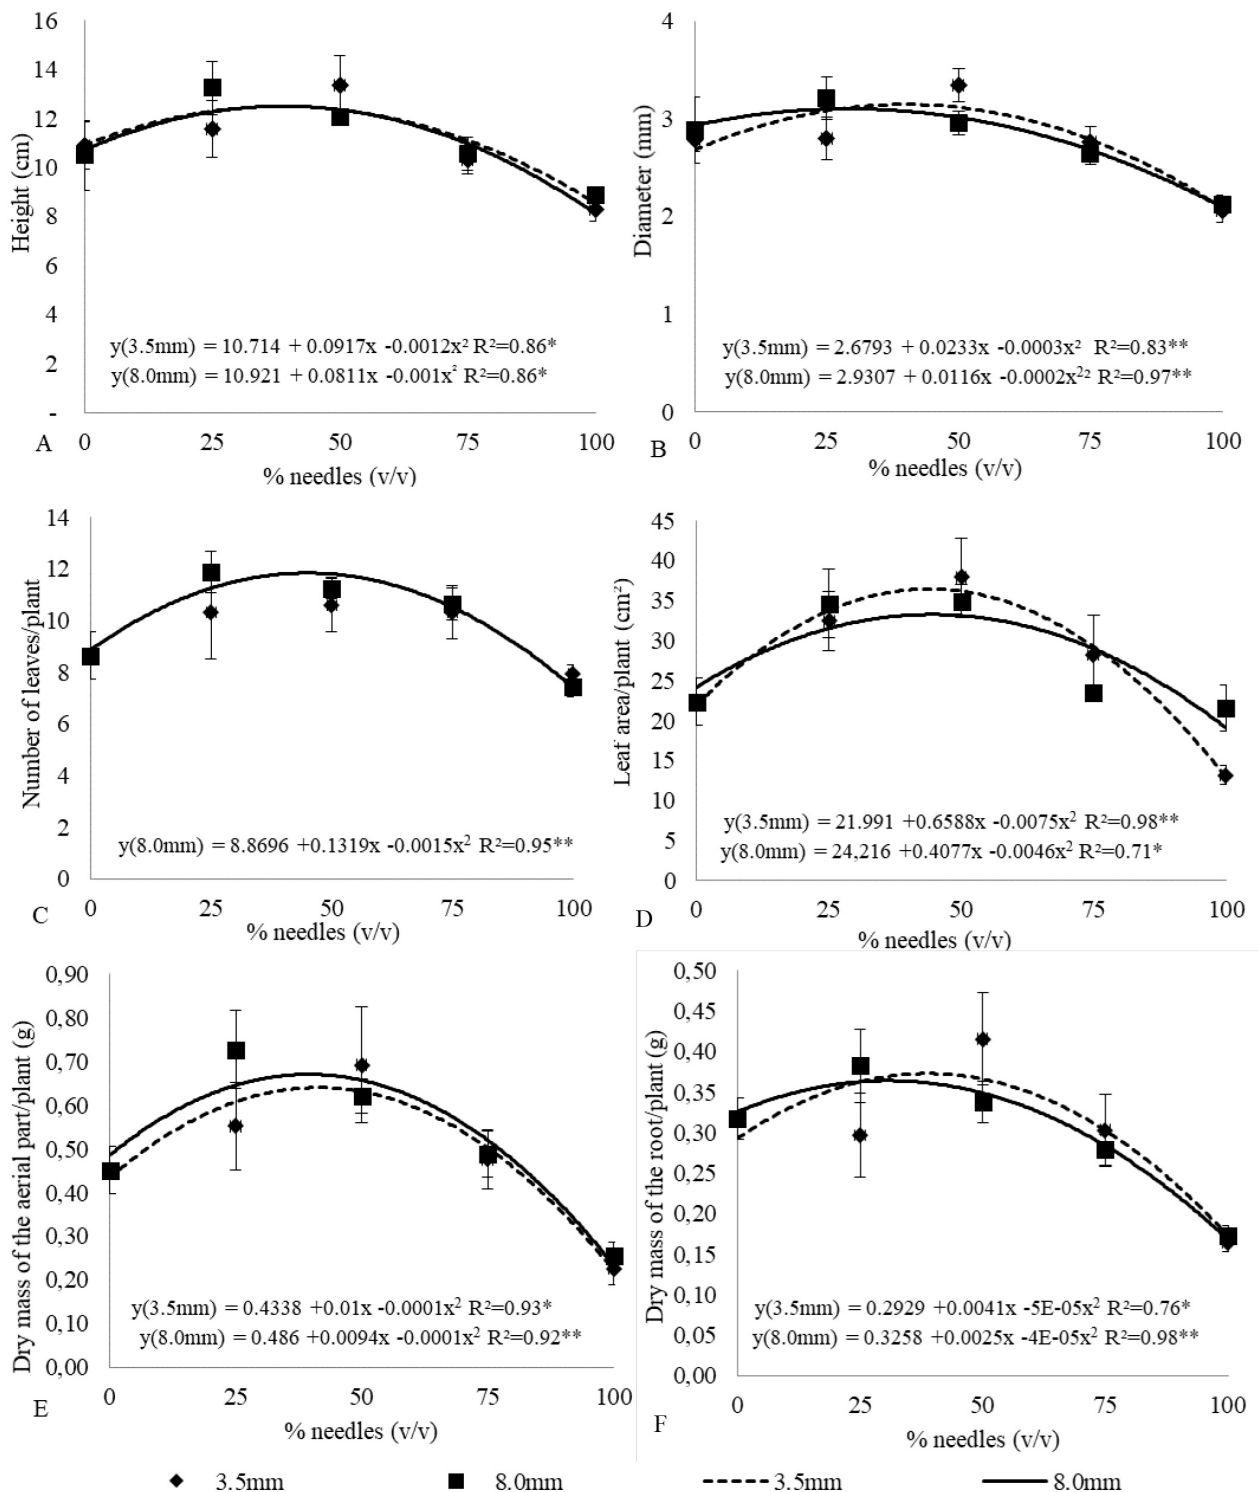 16
14
12
10
8
6
4
2
-
Height (cm)
y(3.5mm) = 10.714 + 0.0917x -0.0012x² R²=0.86*
y(8.0mm) = 10.921 + 0.0811x -0.001x² R²=0.86*
0 25 50 75 100
A
% needles (v/v)
4
3
2
1
0
Diameter (mm)
y(3.5mm) = 2.6793 + 0.0233x -0.0003x² R²=0.83**
y(8.0mm) = 2.9307 + 0.0116x -0.0002x²² R²=0.97**
0 25 50 75 100
B
% needles (v/v)
14
12
10
8
6
4
2
0
Number of leaves/plant
y(8.0mm) = 8.8696 +0.1319x -0.0015x² R²=0.95**
0 25 50 75 100
C
% needles (v/v)
45
40
35
30
25
20
15
10
5
0
Leaf area/plant (cm²)
y(3.5mm) = 21.991 +0.6588x -0.0075x² R²=0.98**
y(8.0mm) = 24,216 +0.4077x -0.0046x² R²=0.71*
0 25 50 75 100
D
% needles (v/v)
0,90
0,80
0,70
0,60
0,50
0,40
0,30
0,20
0,10
0,00
Dry mass of the aerial part/plant (g)
y(3.5mm) = 0.4338 +0.01x -0.0001x² R²=0.93*
y(8.0mm) = 0.486 +0.0094x -0.0001x² R²=0.92**
0 25 50 75 100
E
% needles (v/v)
0,50
0,45
0,40
0,35
0,30
0,25
0,20
0,15
0,10
0,05
0,00
Dry mass of the root/plant (g)
y(3.5mm) = 0.2929 +0.0041x -5E-05x² R²=0.76*
y(8.0mm) = 0.3258 +0.0025x -4E-05x² R²=0.98**
0 25 50 75 100
F
% needles (v/v)
3.5mm 8.0mm 3.5mm 8.0mm